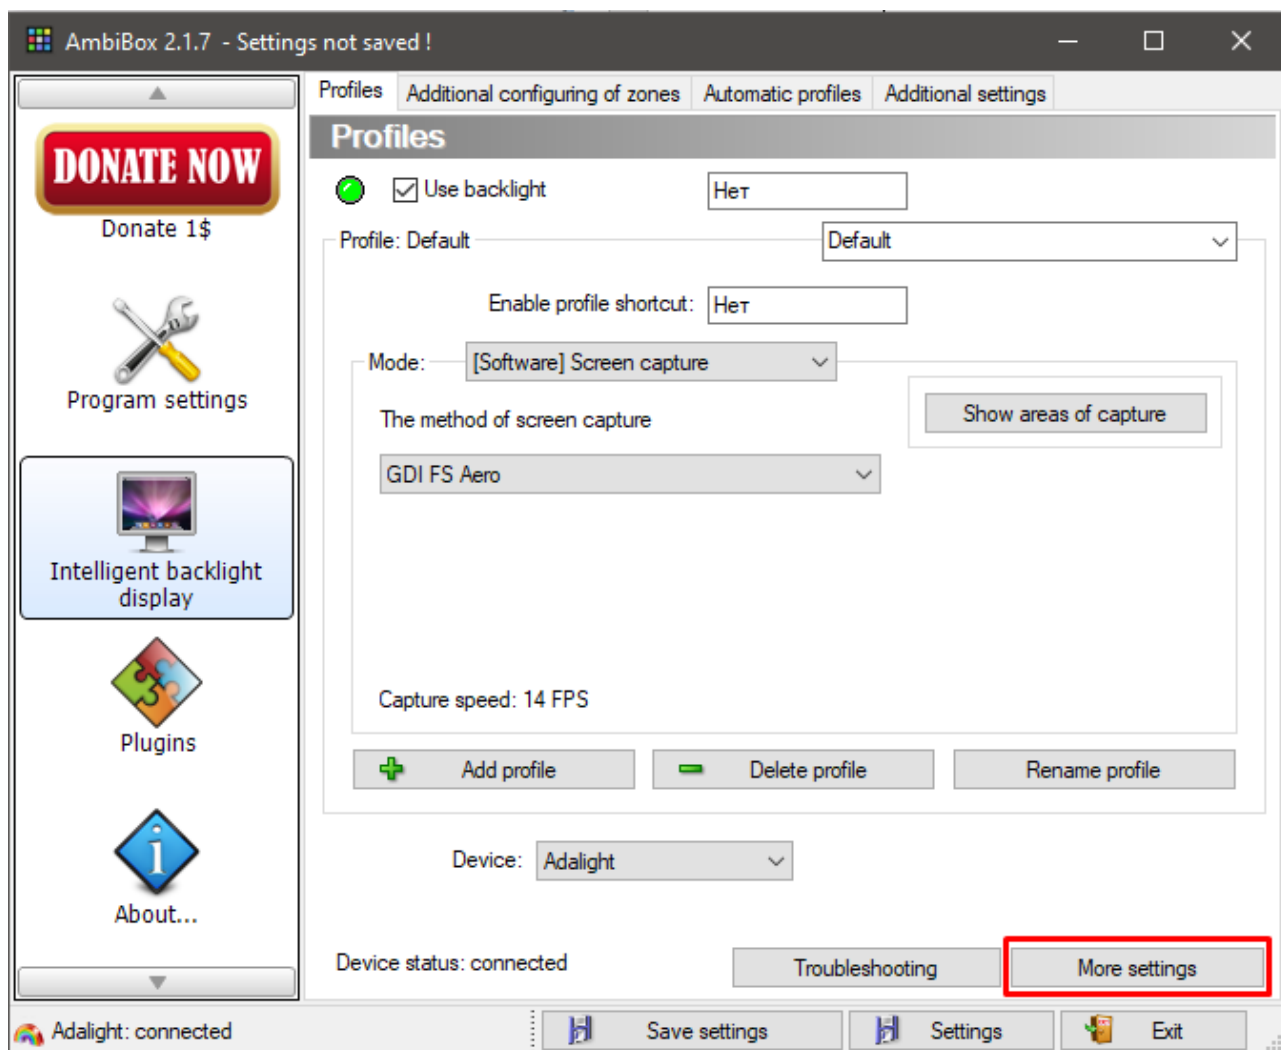 AmbiBox 2.1.7 - Settings not saved !
Profiles
Additional configuring of zones
Automatic profiles
Additional settings
DONATE NOW
Donate 1$
Program settings
Intelligent backlight
display
Plugins
About...
Profiles
Use backlight
Нет
Profile: Default
Default
Enable profile shortcut:
Нет
Mode:
[Software] Screen capture
The method of screen capture
Show areas of capture
GDI FS Aero
Capture speed: 14 FPS
Add profile
Delete profile
Rename profile
Device:
Adalight
Device status: connected
Troubleshooting
More settings
Adalight: connected
Save settings
Settings
Exit